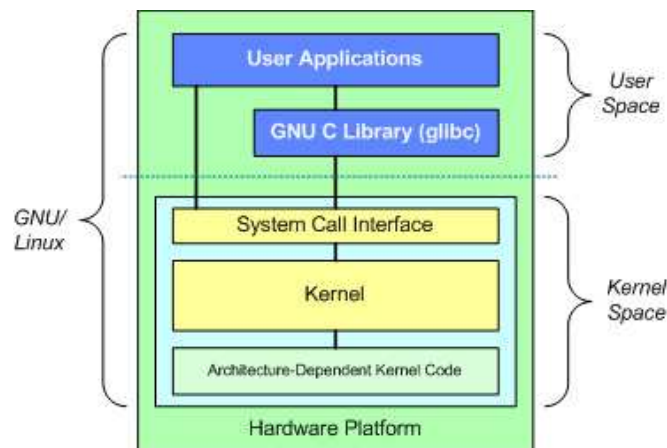 User Applications
User
Space
GNU C Library (glibc)
GNU/
Linux
System Call Interface
Kernel
Kernel
Space
Architecture-Dependent Kernel Code
Hardware Platform